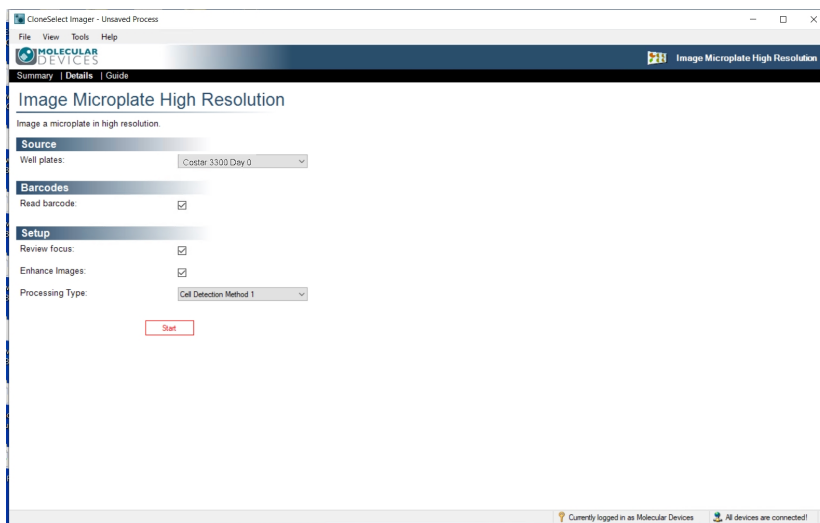 CloneSelect Imager - Unsaved Process
File View Tools Help
MOLECULAR
DEVICES
Image Microplate High Resolution
Summary | Details | Guide
Image Microplate High Resolution
Image a microplate in high resolution.
Source
Well plates: Costar 3300 Day 0
Barcodes
Read barcode:
Setup
Review focus:
Enhance Images:
Processing Type: Cell Detection Method 1
Start
Currently logged in as Molecular Devices All devices are connected!